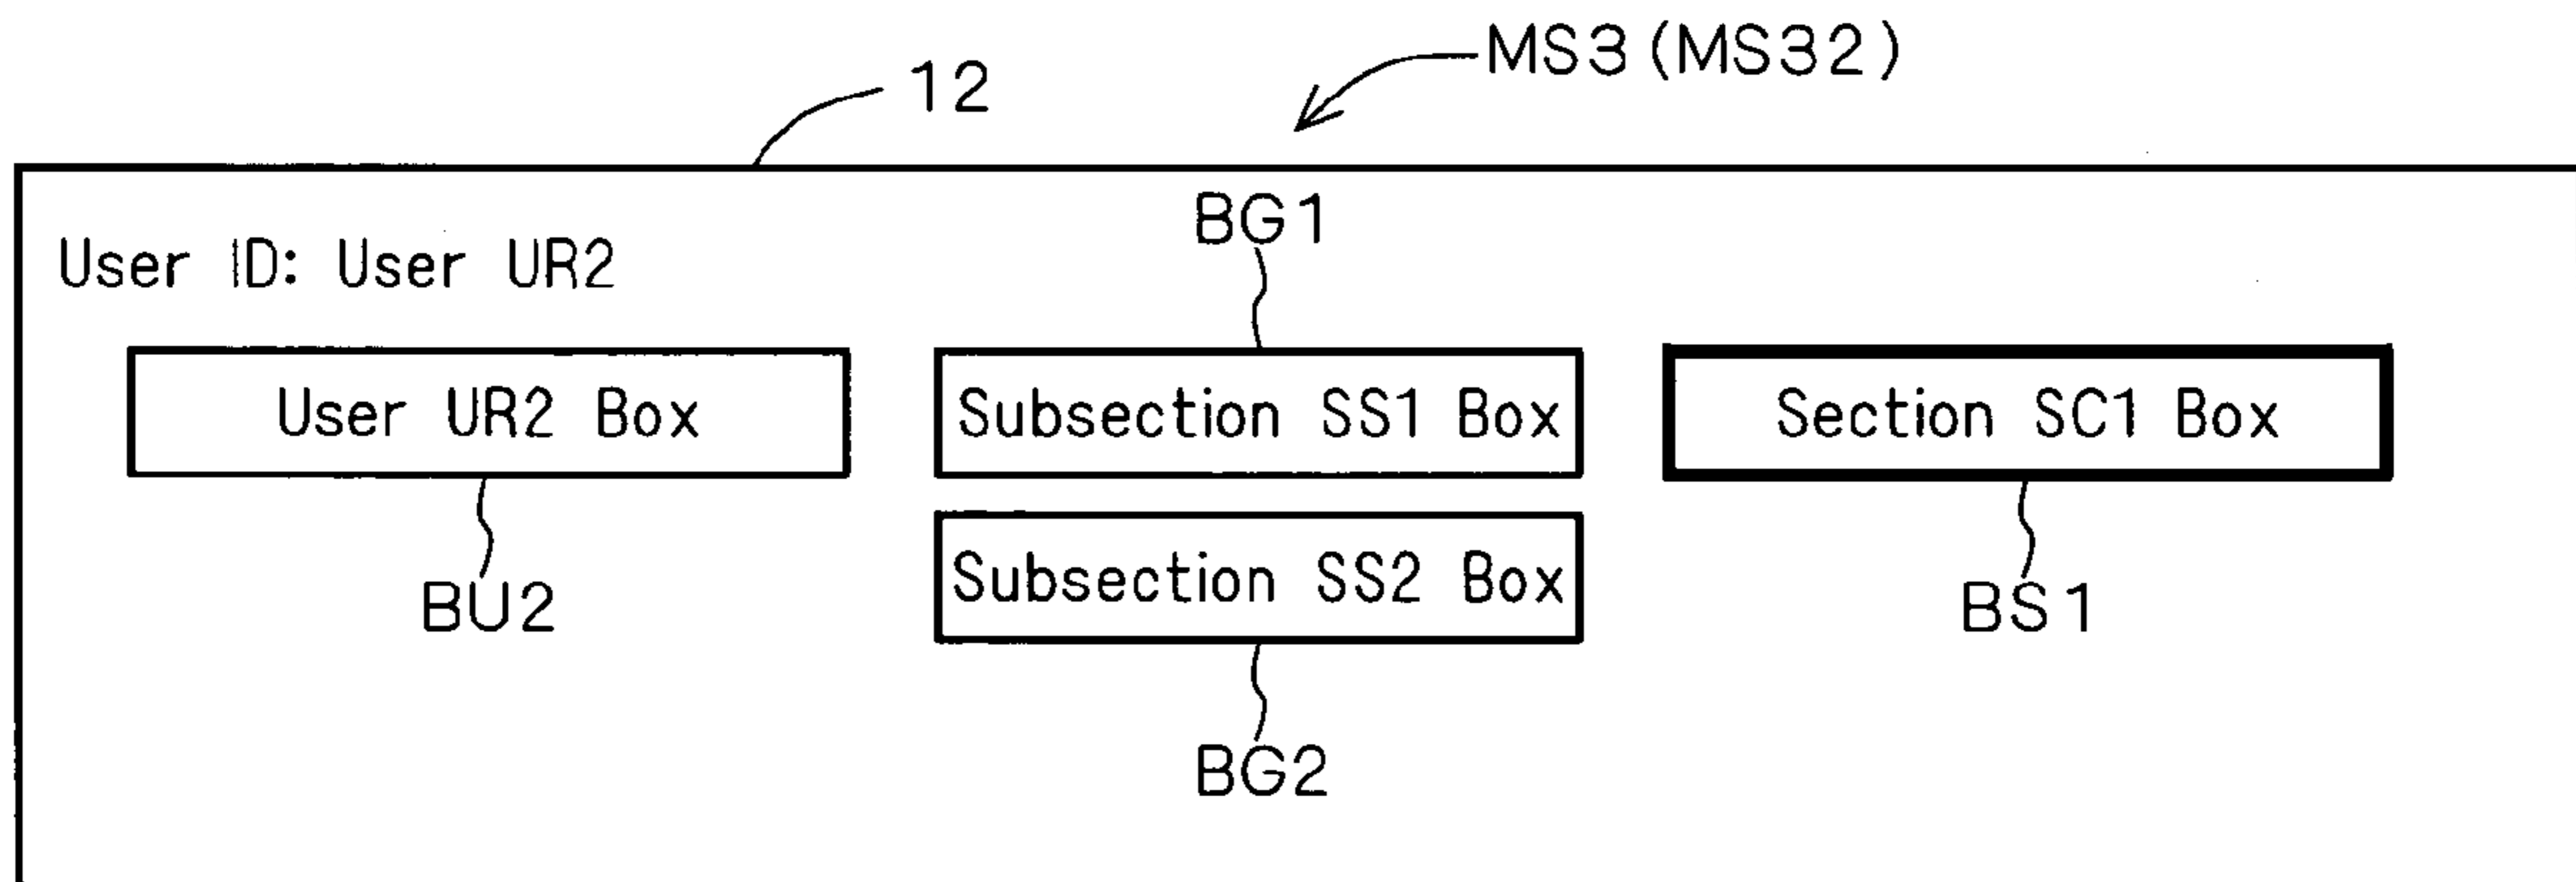 MS3(MS32)
12
BG1
User ID: User UR2
User UR2 Box
Subsection SS1 Box
Section SC1 Box
Subsection SS2 Box
BU2
BS1
BG2